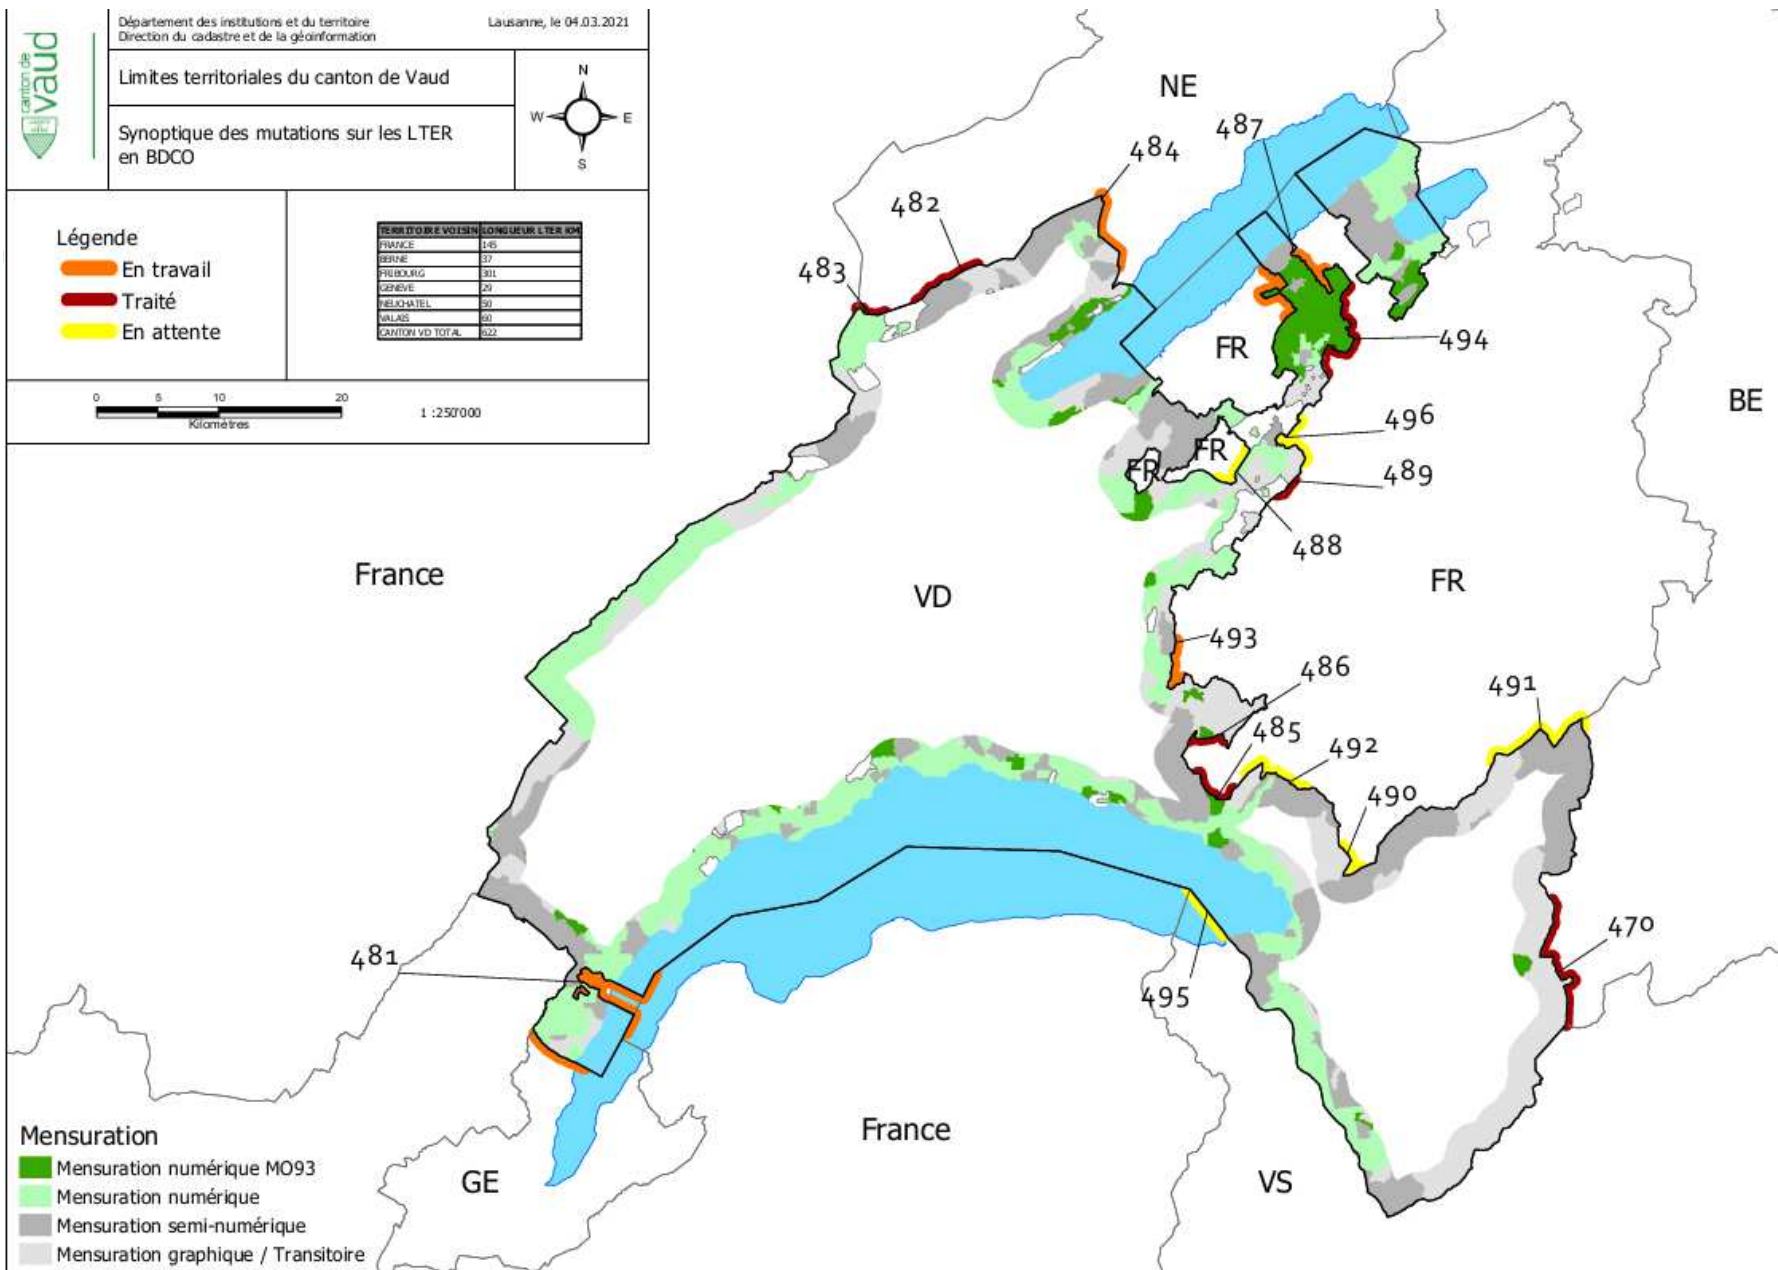 canton de
vaud
Département des institutions et du territoire
Direction du cadastre et de la géoinformation
Lausanne, le 04.03.2021
Limites territoriales du canton de Vaud
Synoptique des mutations sur les LTER
en BDCO
N
W
E
S
Légende
En travail
Traité
En attente
TERRITOIRE VOISIN LONGUEUR LTER KM
FRANCE 145
BERNE 37
FRIBOURG 301
GENEVE 29
NEUCHATEL 50
VALAIS 60
CANTON VD TOTAL 622
0 5 10 20
Kilomètres
1 :250'000
NE
487
484
482
483
FR
494
BE
496
FR
FR
489
488
France
VD
FR
493
486
491
485
492
490
470
481
495
France
GE
VS
Mensuration
Mensuration numérique MO93
Mensuration numérique
Mensuration semi-numérique
Mensuration graphique / Transitoire